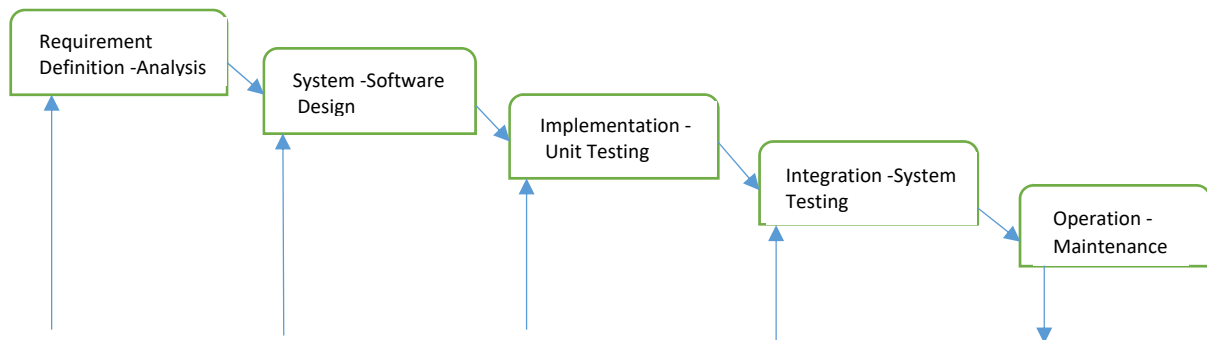 Requirement
Definition -Analysis
System -Software
Design
Implementation -
Unit Testing
Integration -System
Testing
Operation -
Maintenance